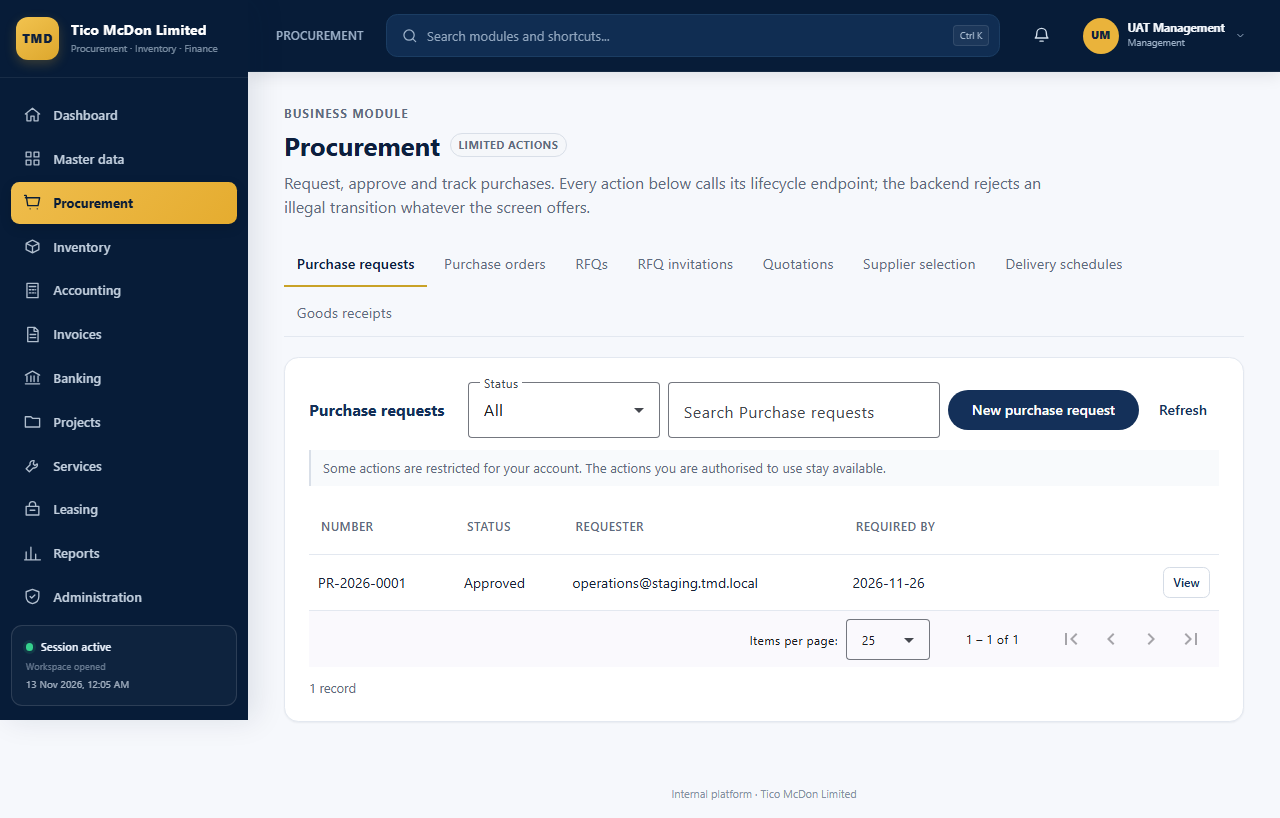 TMD
Tico McDon Limited
Procurement · Inventory · Finance
PROCUREMENT
Search modules and shortcuts...
Ctrl K
UM
UAT Management
Management
Dashboard
Master data
Procurement
Inventory
Accounting
Invoices
Banking
Projects
Services
Leasing
Reports
Administration
Session active
Workspace opened
13 Nov 2026, 12:05 AM
BUSINESS MODULE
Procurement
LIMITED ACTIONS
Request, approve and track purchases. Every action below calls its lifecycle endpoint; the backend rejects an
illegal transition whatever the screen offers.
Purchase requests
Purchase orders
RFQs
RFQ invitations
Quotations
Supplier selection
Delivery schedules
Goods receipts
Purchase requests
Status
All
Search Purchase requests
New purchase request
Refresh
Some actions are restricted for your account. The actions you are authorised to use stay available.
NUMBER STATUS REQUESTER REQUIRED BY
PR-2026-0001 Approved operations@staging.tmd.local 2026-11-26 View
Items per page: 25 1 – 1 of 1
1 record
Internal platform · Tico McDon Limited